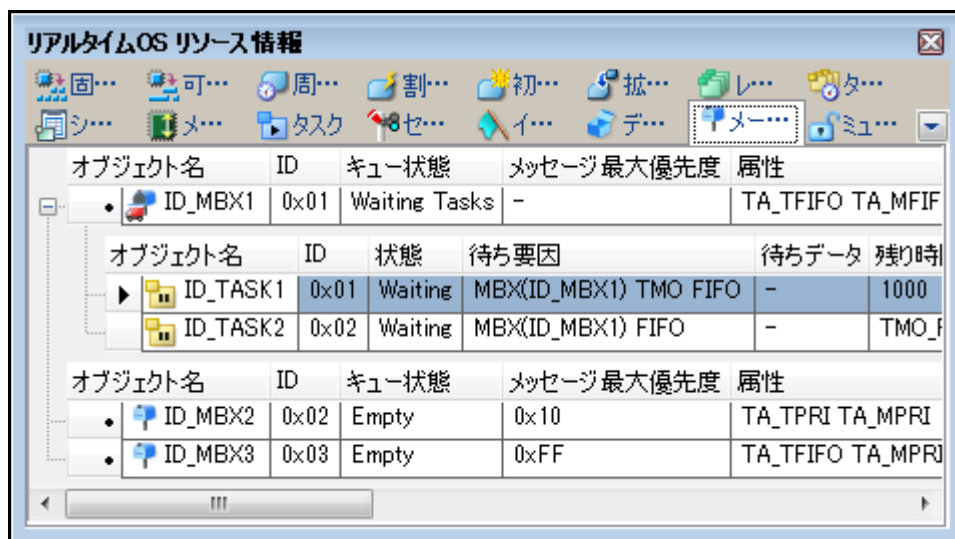 リアルタイムOS リソース情報
固… 可… 周… 割… 初… 拡… レ… タ…
シ… メ… タスク セ… イ… デ… メー… ミュ…
オブジェクト名 ID キュー状態 メッセージ最大優先度 属性
ID_MBX1 0x01 Waiting Tasks - TA_TFIFO TA_MFIF
オブジェクト名 ID 状態 待ち要因 待ちデータ 残り時
ID_TASK1 0x01 Waiting MBX(ID_MBX1) TMO FIFO - 1000
ID_TASK2 0x02 Waiting MBX(ID_MBX1) FIFO - TMO_F
オブジェクト名 ID キュー状態 メッセージ最大優先度 属性
ID_MBX2 0x02 Empty 0x10 TA_TPRI TA_MPRI
ID_MBX3 0x03 Empty 0xFF TA_TFIFO TA_MPRI